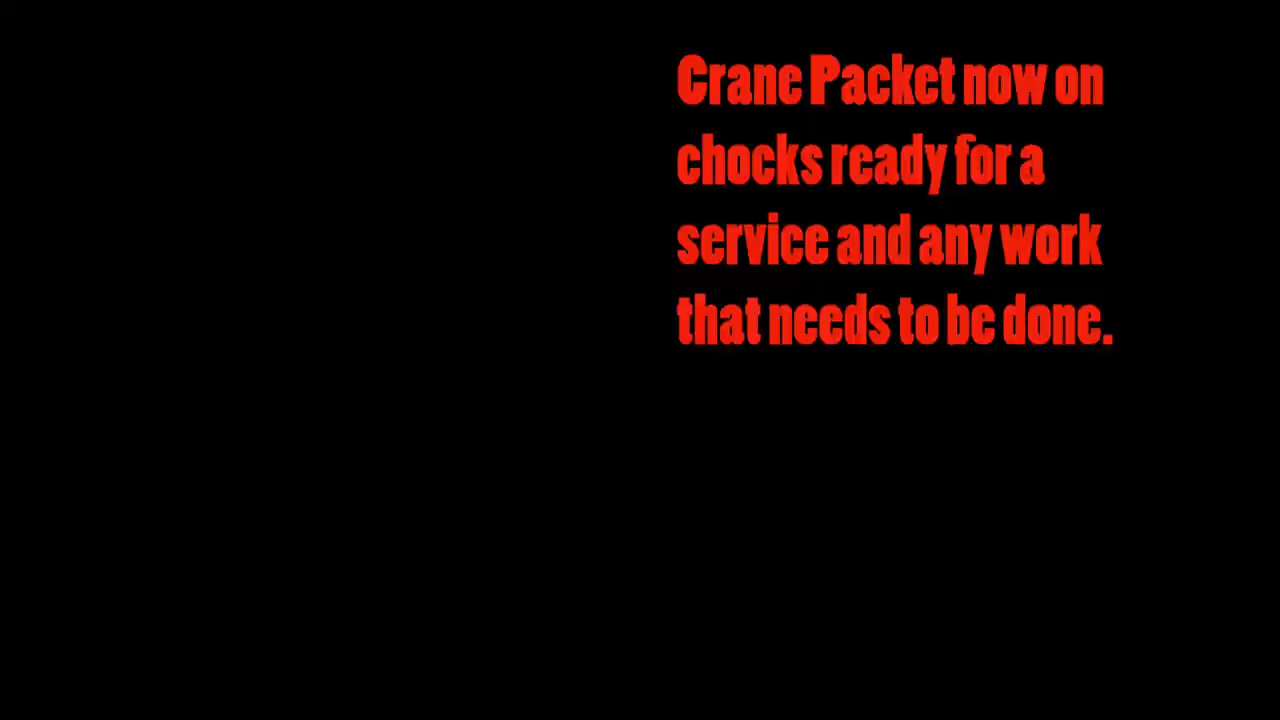 Crane Packet now on
chocks ready for a
service and any work
that needs to be done.